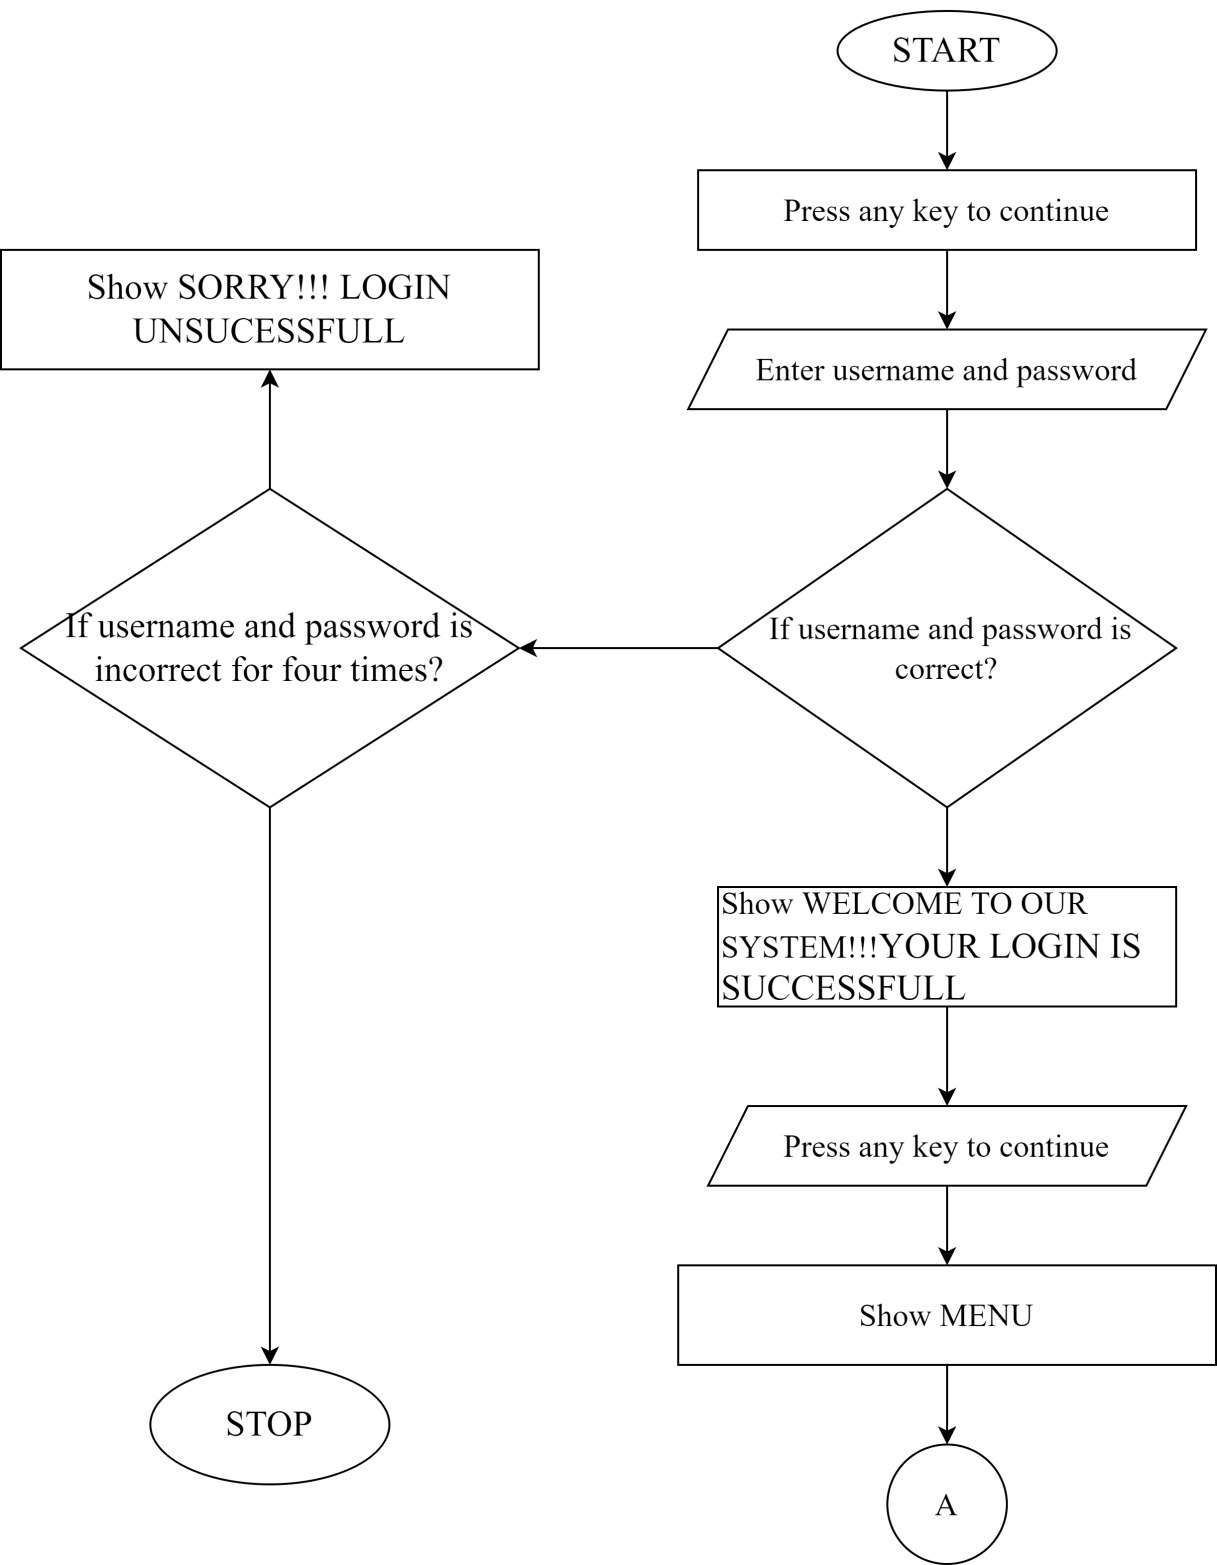 START
Press any key to continue
Show SORRY!!! LOGIN
UNSUCESSFULL
Enter username and password
If username and password is
incorrect for four times?
If username and password is
correct?
Show WELCOME TO OUR
SYSTEM!!!YOUR LOGIN IS
SUCCESSFULL
Press any key to continue
Show MENU
STOP
A